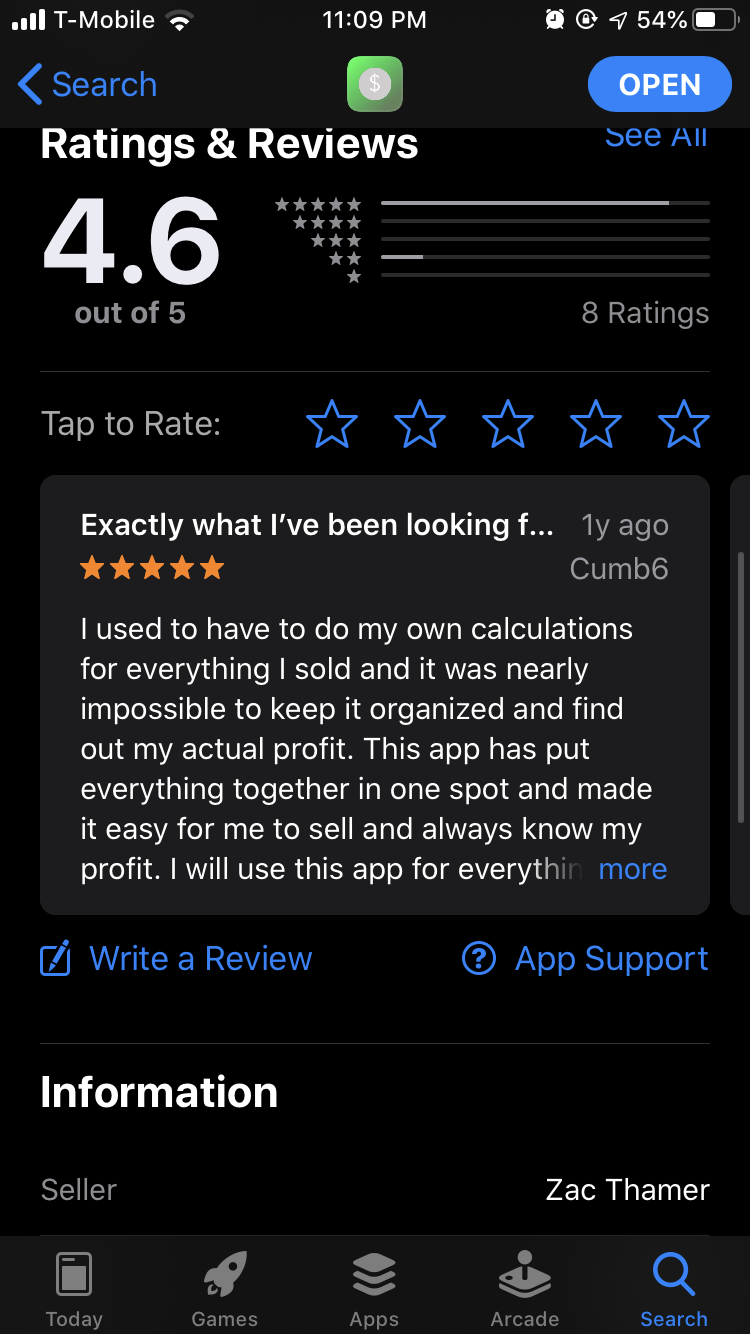 T-Mobile 11:09 PM 54%
Search $ OPEN
Ratings & Reviews See All
4.6
out of 5 8 Ratings
Tap to Rate:
Exactly what I’ve been looking f... 1y ago
Cumb6
I used to have to do my own calculations
for everything I sold and it was nearly
impossible to keep it organized and find
out my actual profit. This app has put
everything together in one spot and made
it easy for me to sell and always know my
profit. I will use this app for everythin more
Write a Review App Support
Information
Seller Zac Thamer
Today Games Apps Arcade Search